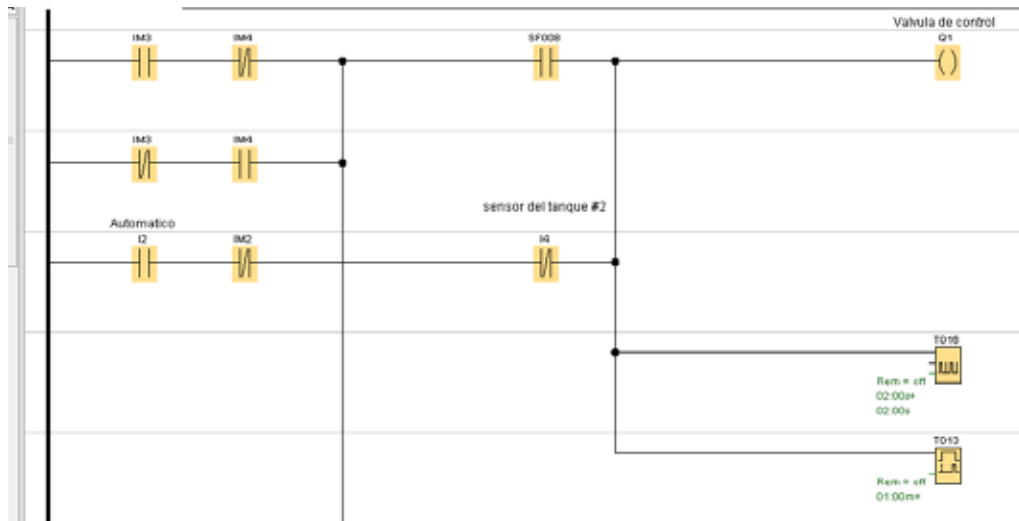 Valvula de control
IM3 IM4 SF008 Q1
IM3 IM4
sensor del tanque #2
Automatico
I2 IM2 I6
T016
Rem = off
02:00s+
02:00s
T013
Rem = off
01:00m+